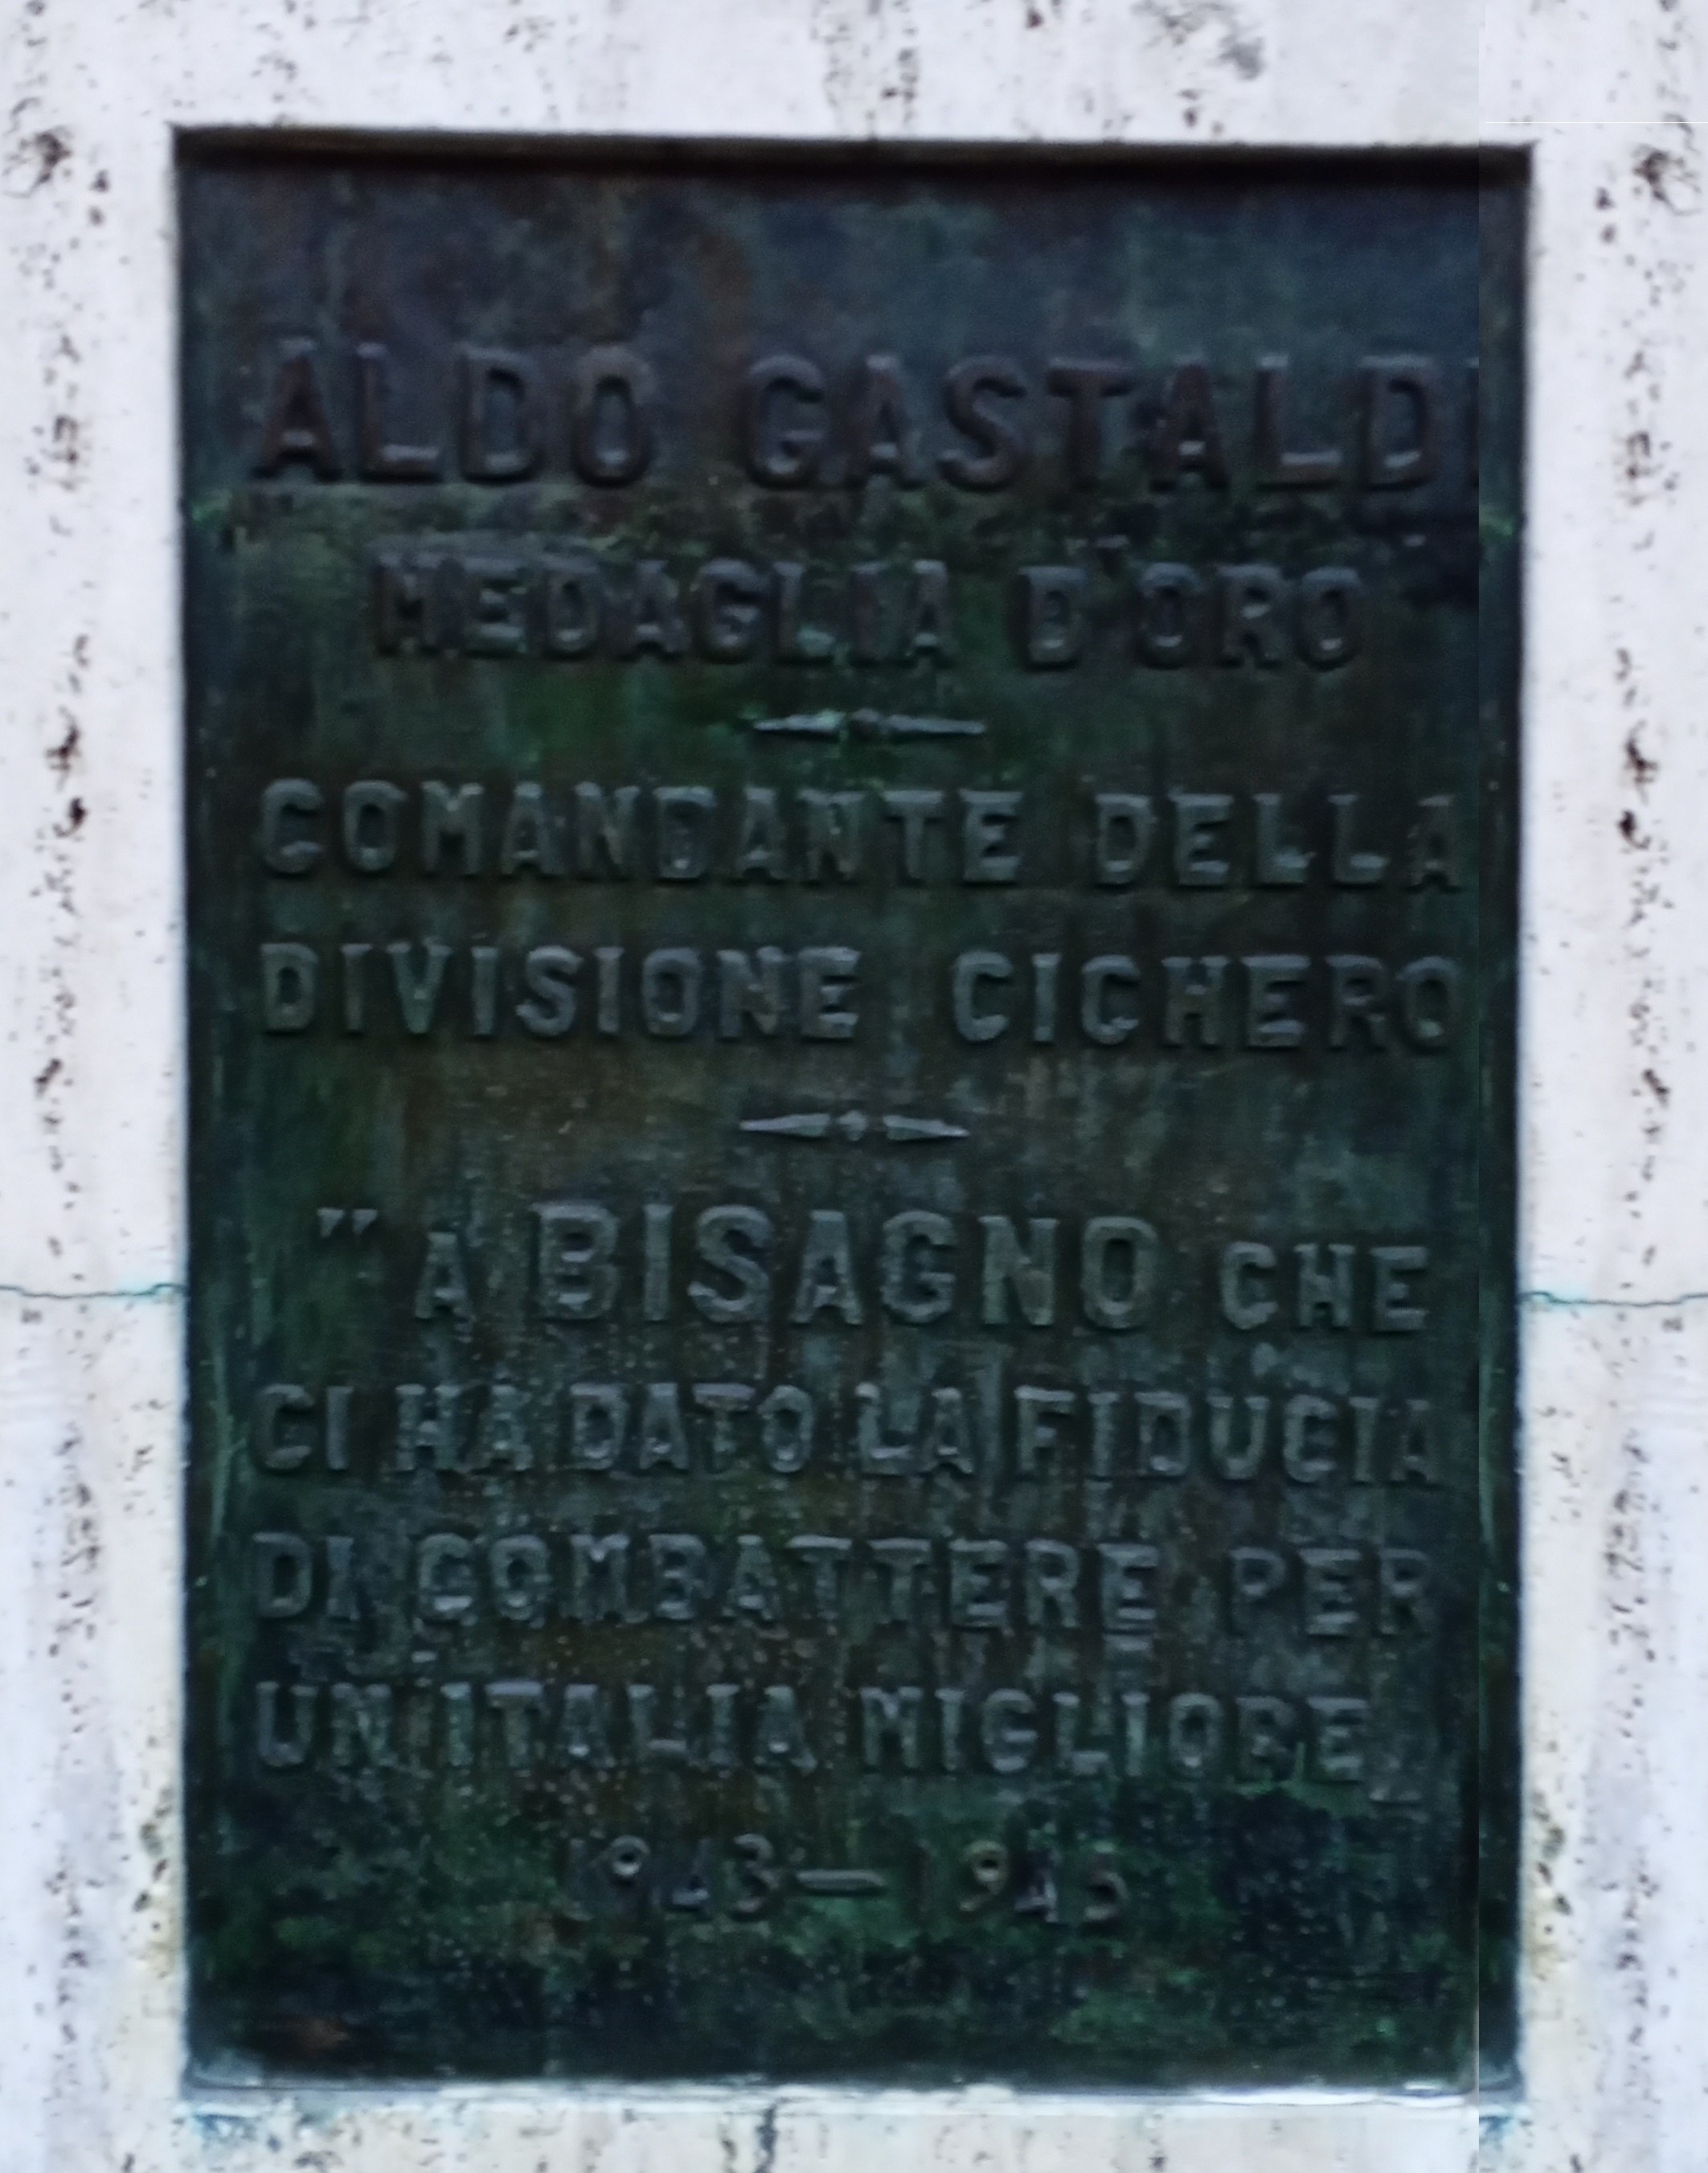 ALDO GASTALDI
MEDAGLIA D'ORO
COMANDANTE DELLA
DIVISIONE CICHERO
" A BISAGNO CHE
CI HA DATO LA FIDUCIA
DI COMBATTERE PER
UN'ITALIA MIGLIORE "
1943 — 1945